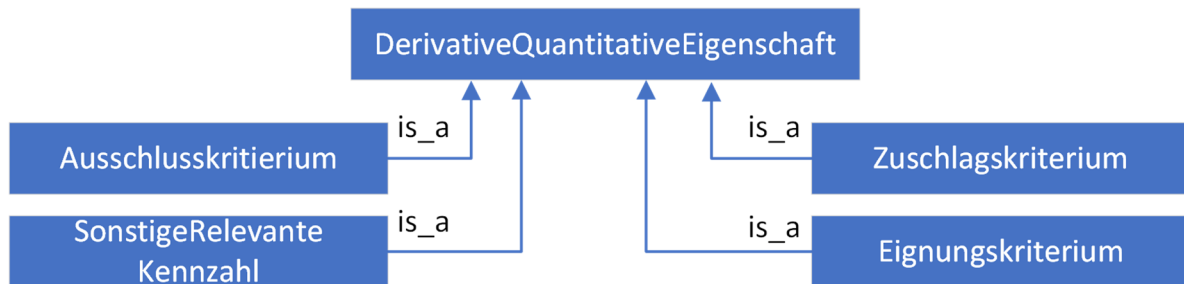 DerivativeQuantitativeEigenschaft
is_a
is_a
Ausschlusskritierium
Zuschlagskriterium
is_a
is_a
SonstigeRelevante
Kennzahl
Eignungskriterium